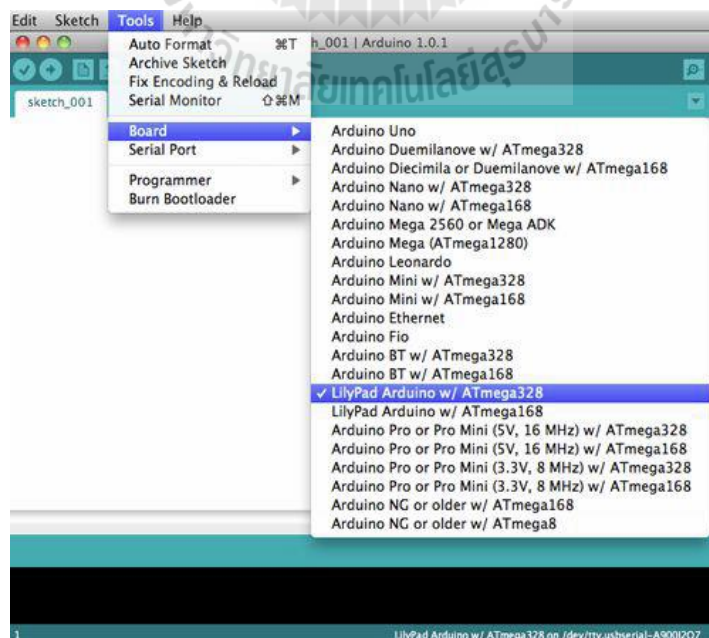 Edit Sketch Tools Help
h_001 | Arduino 1.0.1
sketch_001
Auto Format ⌘T
Archive Sketch
Fix Encoding & Reload
Serial Monitor ⇧⌘M
Board
Serial Port
Programmer
Burn Bootloader
Arduino Uno
Arduino Duemilanove w/ ATmega328
Arduino Diecimila or Duemilanove w/ ATmega168
Arduino Nano w/ ATmega328
Arduino Nano w/ ATmega168
Arduino Mega 2560 or Mega ADK
Arduino Mega (ATmega1280)
Arduino Leonardo
Arduino Mini w/ ATmega328
Arduino Mini w/ ATmega168
Arduino Ethernet
Arduino Fio
Arduino BT w/ ATmega328
Arduino BT w/ ATmega168
✓ LilyPad Arduino w/ ATmega328
LilyPad Arduino w/ ATmega168
Arduino Pro or Pro Mini (5V, 16 MHz) w/ ATmega328
Arduino Pro or Pro Mini (5V, 16 MHz) w/ ATmega168
Arduino Pro or Pro Mini (3.3V, 8 MHz) w/ ATmega328
Arduino Pro or Pro Mini (3.3V, 8 MHz) w/ ATmega168
Arduino NG or older w/ ATmega168
Arduino NG or older w/ ATmega8
1
LilyPad Arduino w/ ATmega328 on /dev/tty.usbserial-A900J2O7